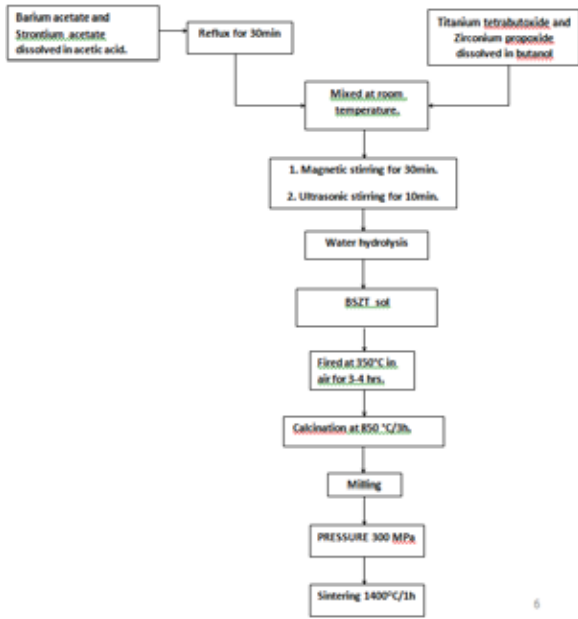 Barium acetate and
Strontium acetate
dissolved in acetic acid.
Reflux for 30min
Titanium tetrabutoxide and
Zirconium propoxide
dissolved in butanol
Mixed at room
temperature.
1. Magnetic stirring for 30min.
2. Ultrasonic stirring for 10min.
Water hydrolysis
BSZT sol
Fired at 350°C in
air for 3-4 hrs.
Calcination at 850 °C/3h.
Milling
PRESSURE 300 MPa
Sintering 1400°C/1h
6